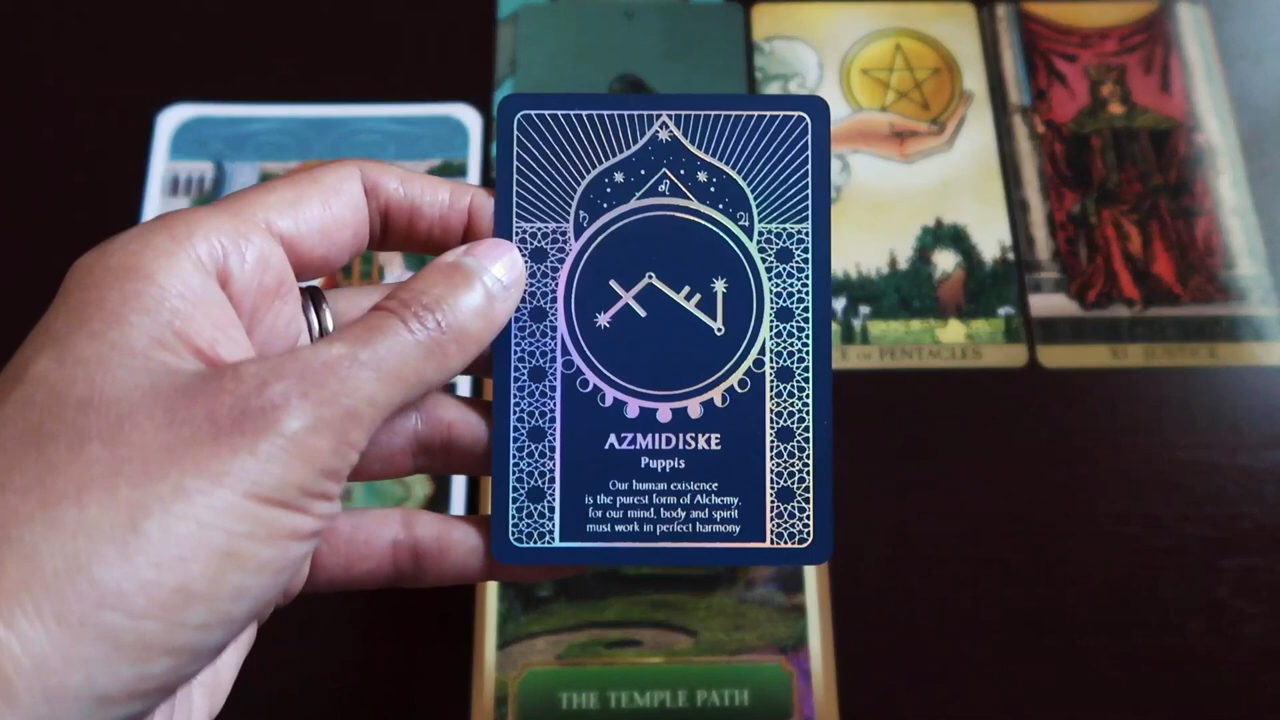 E OF PENTACLES
XI. JUSTICE.
AZMIDISKE
Puppis
Our human existence
is the purest form of Alchemy,
for our mind, body and spirit
must work in perfect harmony
THE TEMPLE PATH